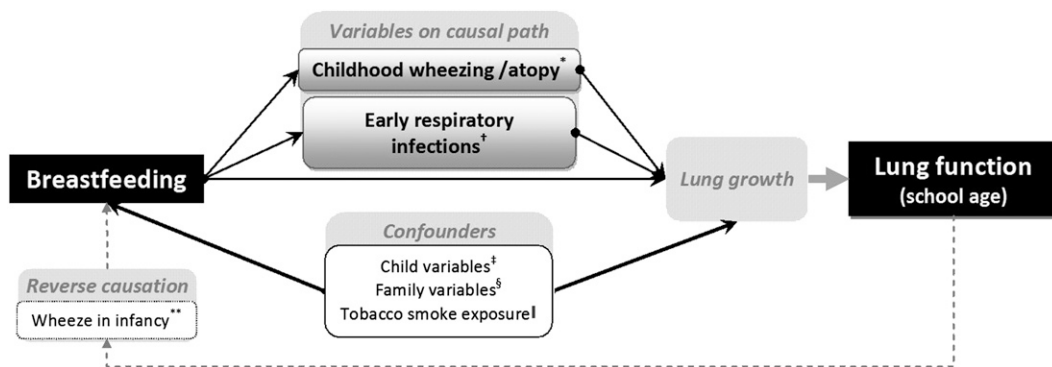 Variables on causal path
Childhood wheezing /atopy*
Early respiratory
infections†
Breastfeeding
Lung growth
Lung function
(school age)
Confounders
Child variables‡
Family variables§
Tobacco smoke exposure‖
Reverse causation
Wheeze in infancy**